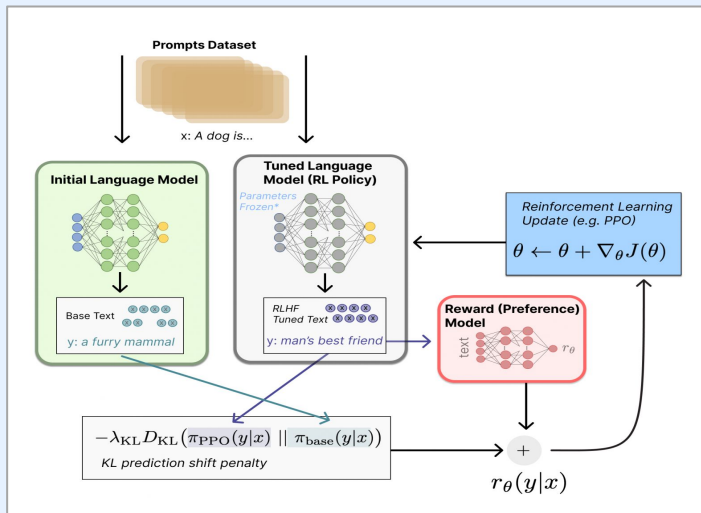 Prompts Dataset
x: A dog is...
Initial Language Model
Tuned Language
Model (RL Policy)
Parameters
Frozen*
Base Text
x x x x
x x x x
y: a furry mammal
RLHF
Tuned Text
x x x x
x x x x
y: man's best friend
Reinforcement Learning
Update (e.g. PPO)
θ ← θ + ∇θJ(θ)
Reward (Preference)
Model
text
rθ
−λKL DKL(πPPO(y|x) || πbase(y|x))
KL prediction shift penalty
+
rθ(y|x)